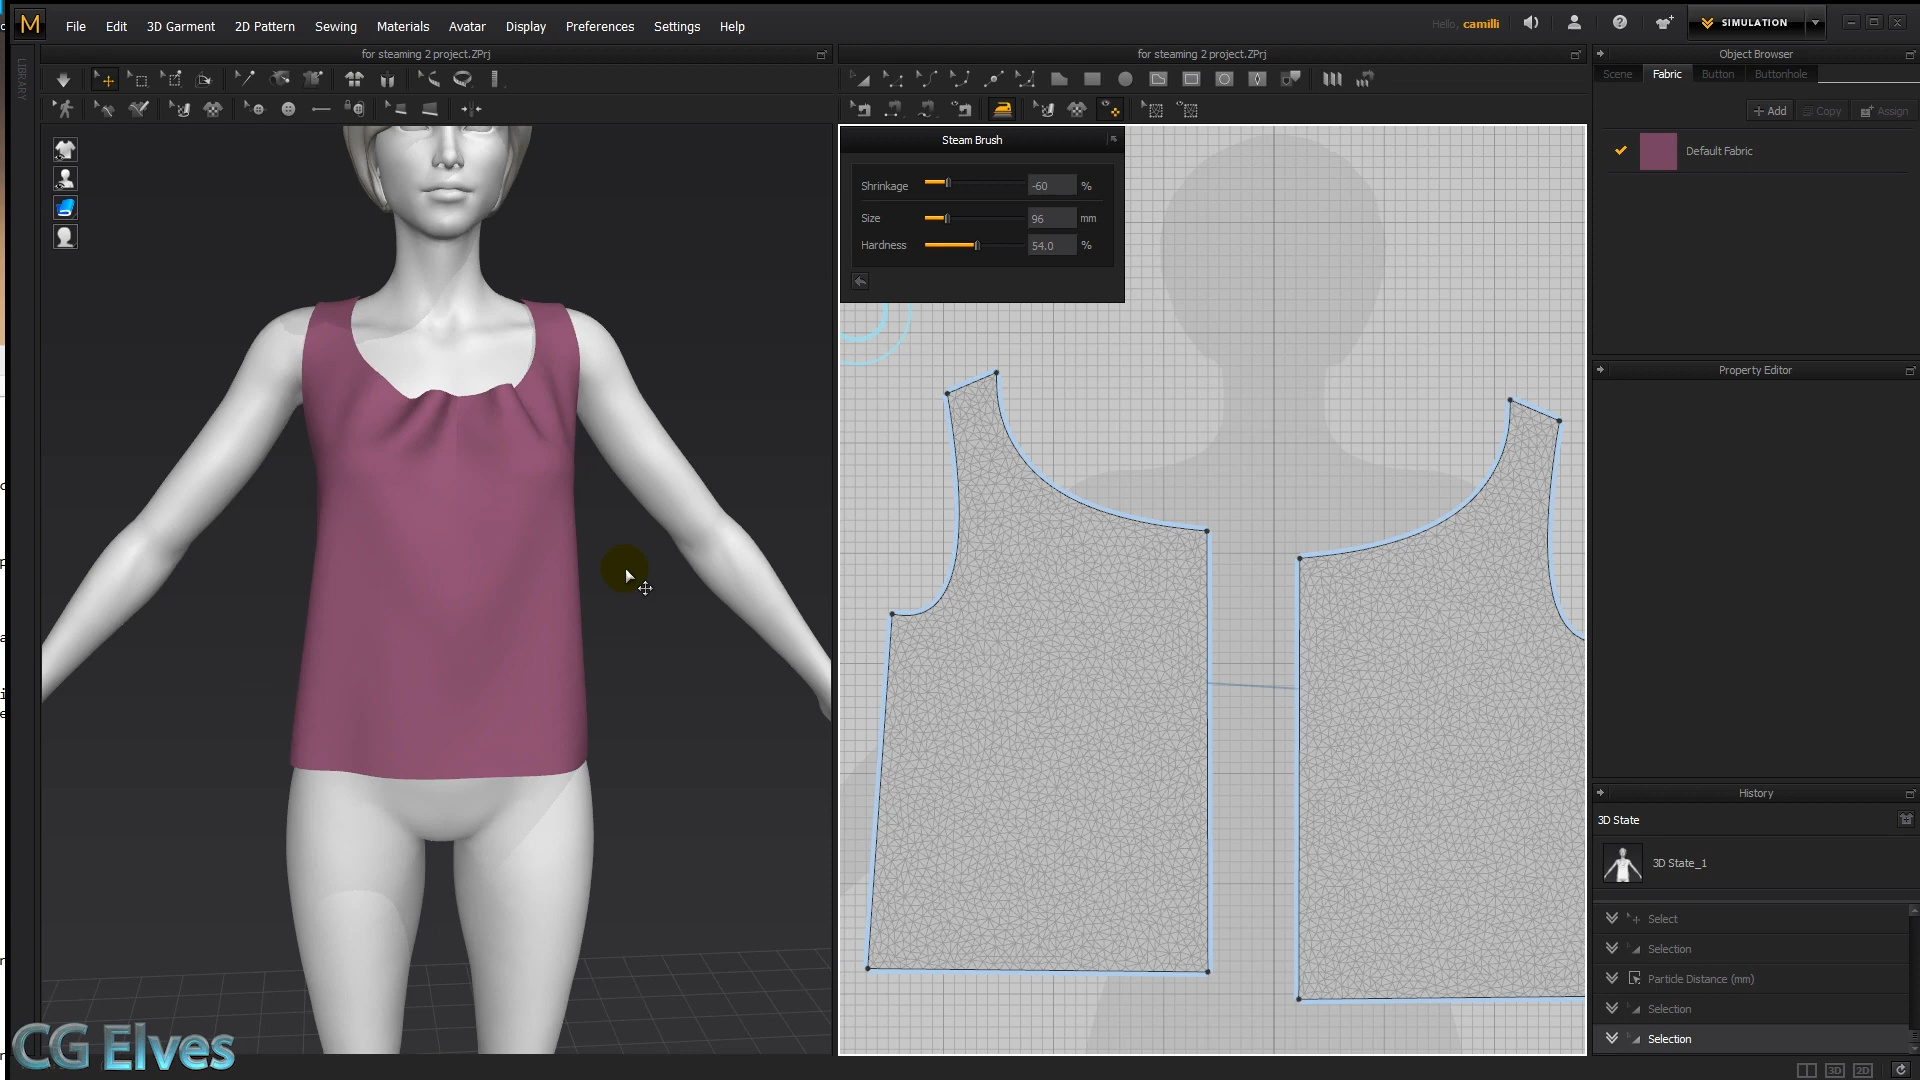 M File Edit 3D Garment 2D Pattern Sewing Materials Avatar Display Preferences Settings Help
Hello, camilli
SIMULATION
LIBRARY
for steaming 2 project.ZPrj
for steaming 2 project.ZPrj
Object Browser
Scene Fabric Button Buttonhole
+ Add Copy Assign
Default Fabric
Steam Brush
Shrinkage -60 %
Size 96 mm
Hardness 54.0 %
Property Editor
History
3D State
3D State_1
Select
Selection
Particle Distance (mm)
Selection
Selection
CG Elves
3D 2D